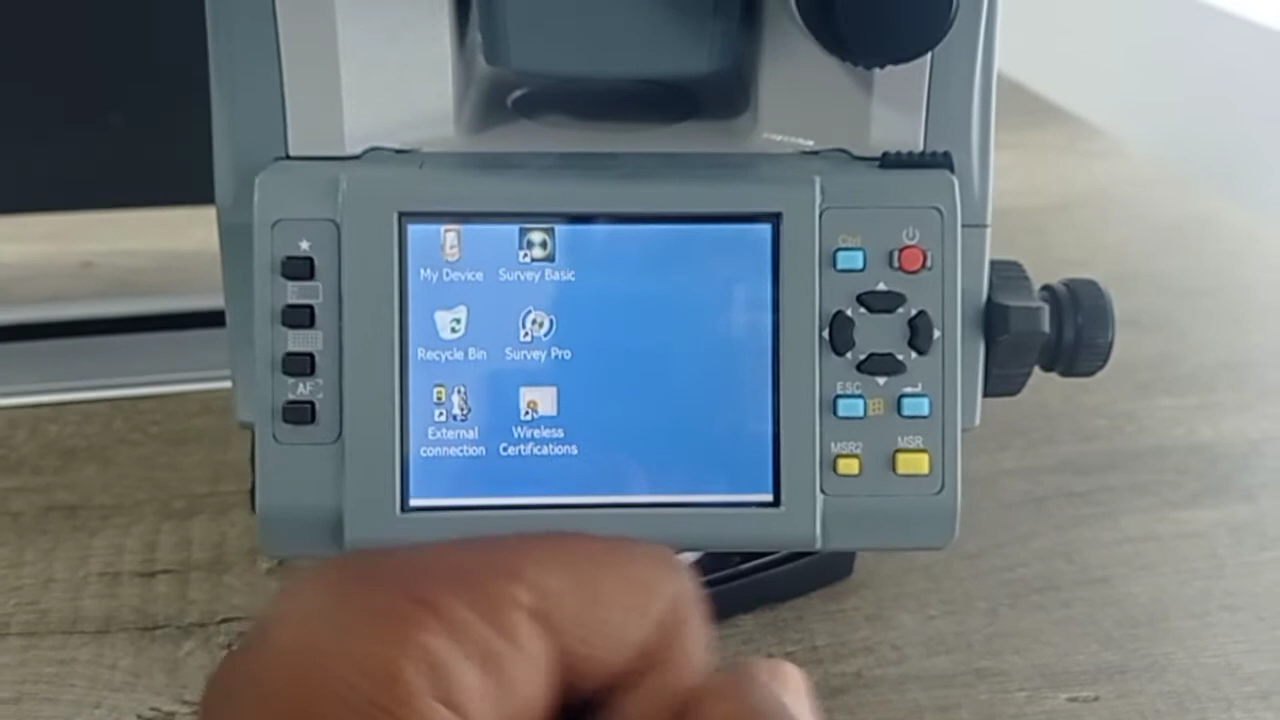 My Device
Survey Basic
Recycle Bin
Survey Pro
External
connection
Wireless
Certifications
AF
Ctrl
ESC
MSR2
MSR